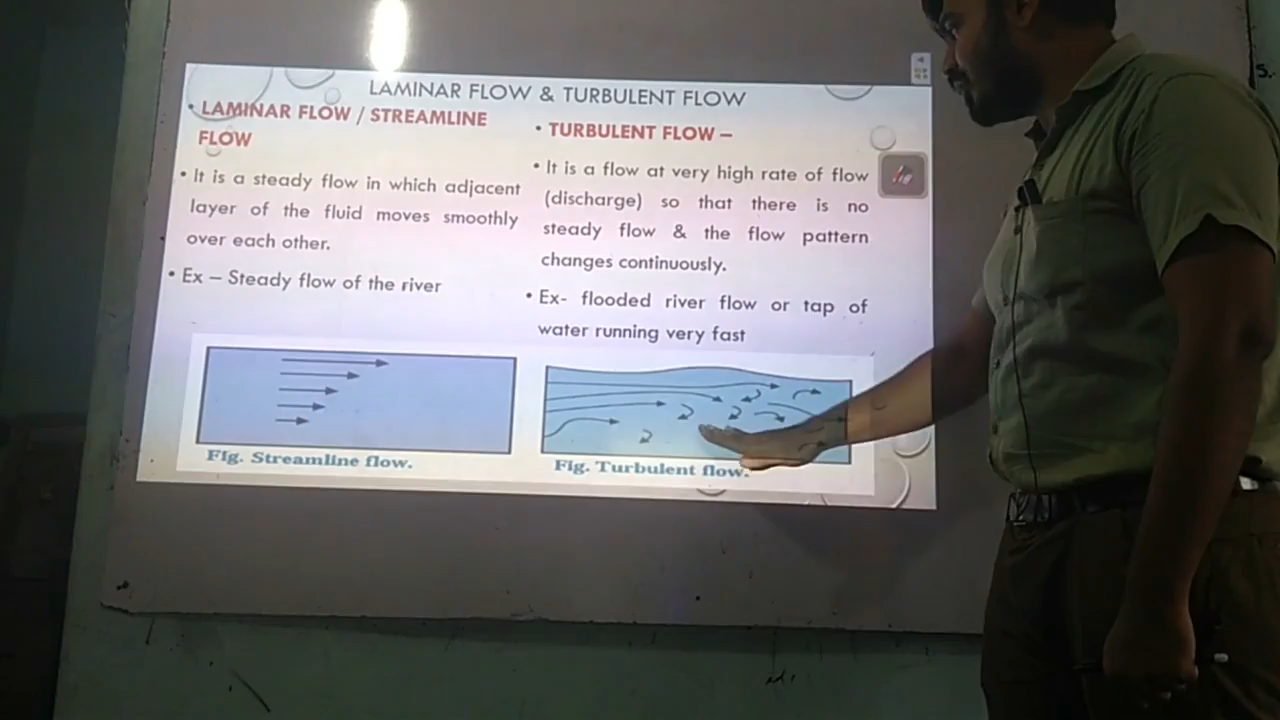 LAMINAR FLOW & TURBULENT FLOW
• LAMINAR FLOW / STREAMLINE
FLOW
• It is a steady flow in which adjacent
layer of the fluid moves smoothly
over each other.
• Ex – Steady flow of the river
Fig. Streamline flow.
• TURBULENT FLOW –
• It is a flow at very high rate of flow
(discharge) so that there is no
steady flow & the flow pattern
changes continuously.
• Ex- flooded river flow or tap of
water running very fast
Fig. Turbulent flow.
5.